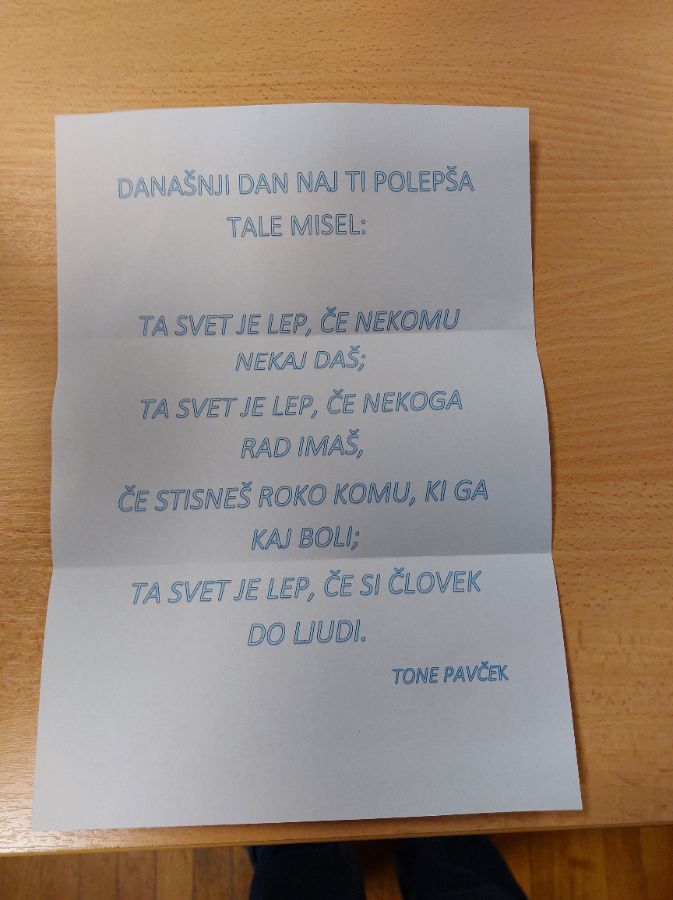 DANAŠNJI DAN NAJ TI POLEPŠA
TALE MISEL:
TA SVET JE LEP, ČE NEKOMU
NEKAJ DAŠ;
TA SVET JE LEP, ČE NEKOGA
RAD IMAŠ,
ČE STISNEŠ ROKO KOMU, KI GA
KAJ BOLI;
TA SVET JE LEP, ČE SI ČLOVEK
DO LJUDI.
TONE PAVČEK